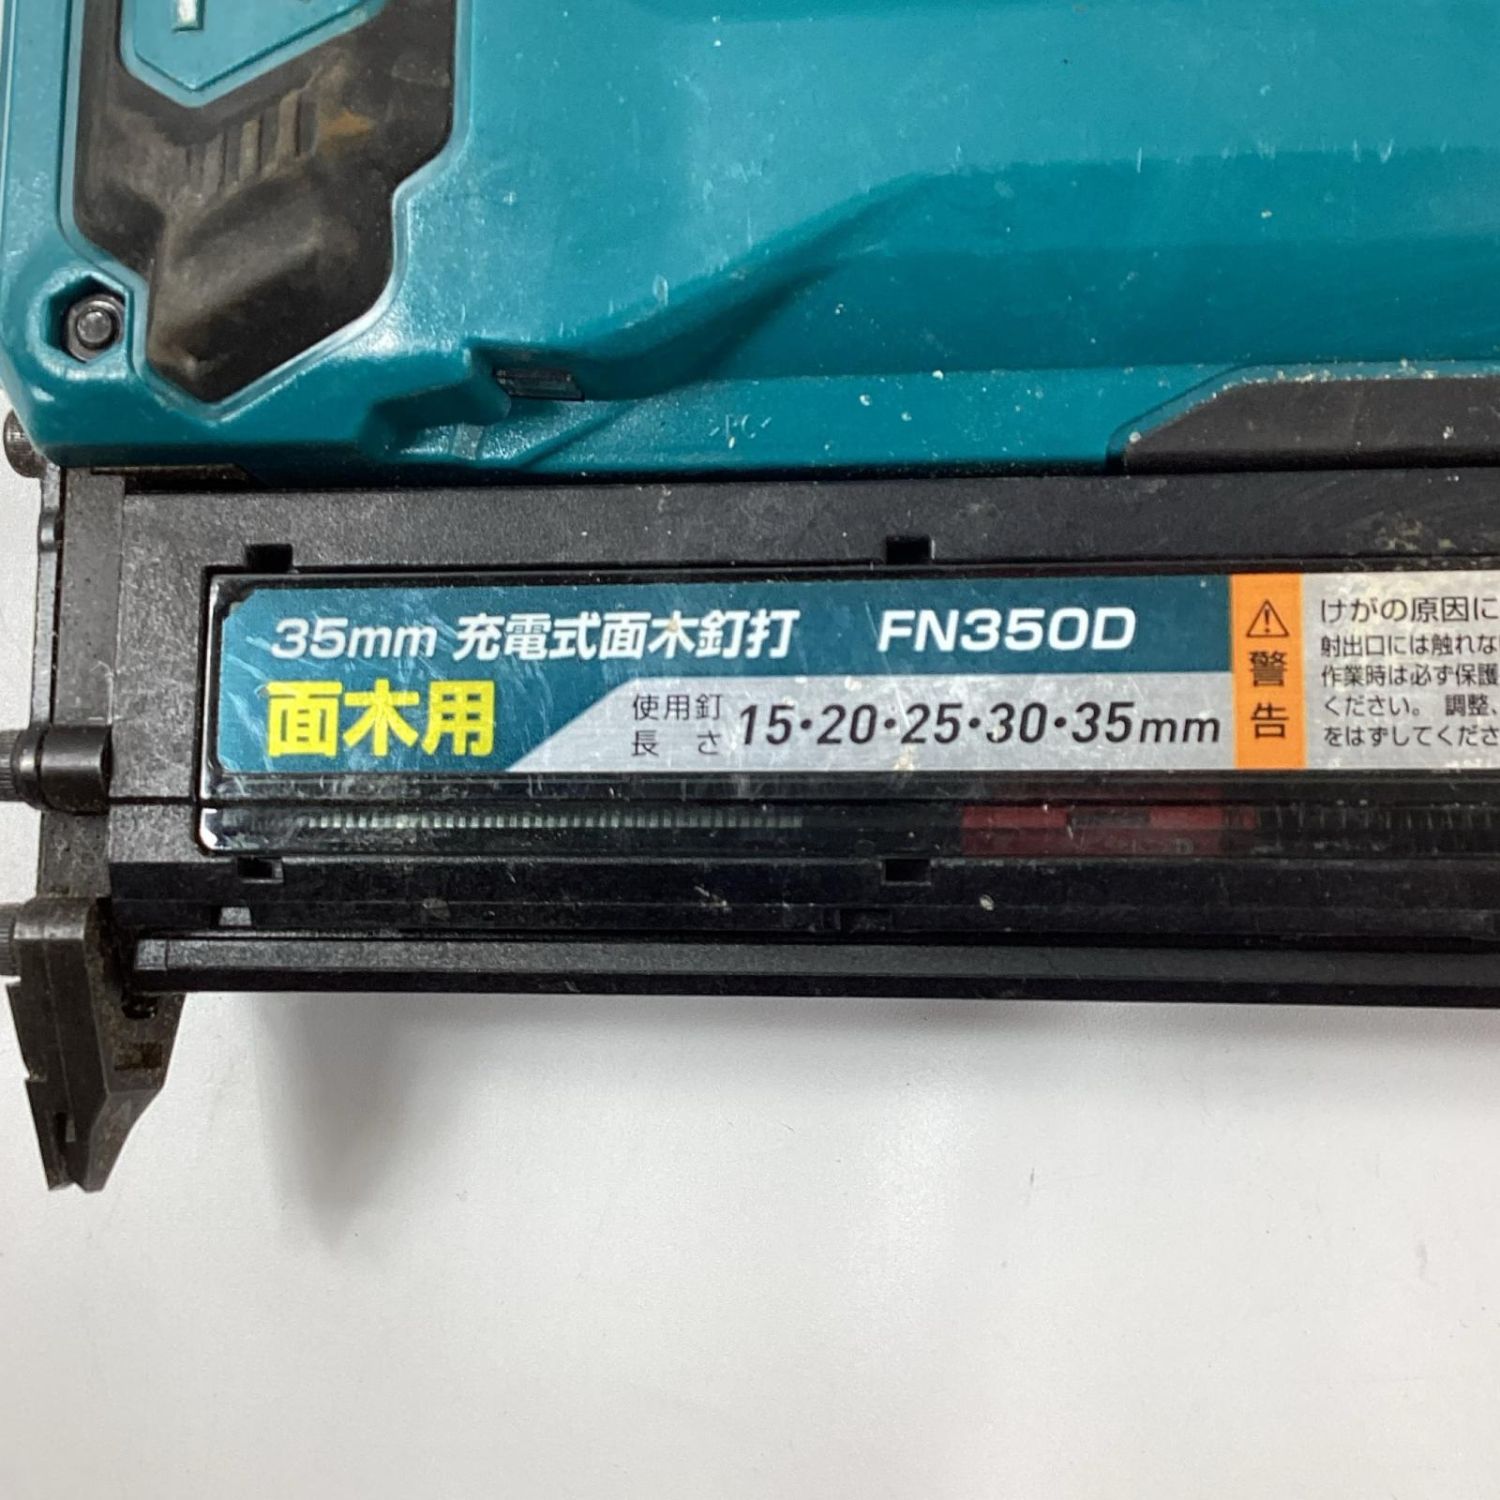 35mm 充電式面木釘打 FN350D
面木用
使用釘長さ 15・20・25・30・35mm
警告
けがの原因に
射出口には触れな
作業時は必ず保護
ください。 調整、
をはずしてくださ